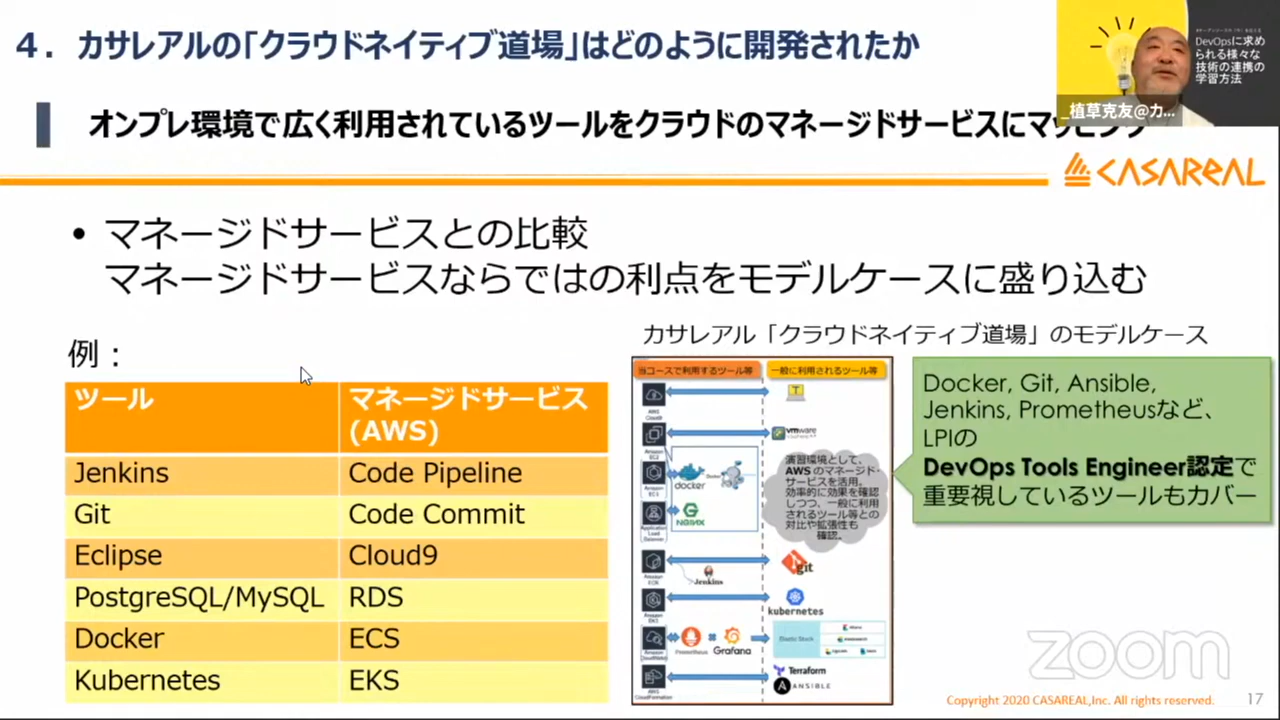 4．カサレアルの「クラウドネイティブ道場」はどのように開発されたか
DevOpsに求め
られる様々な
技術の連携の
学習方法
_植草克友@カ...
オンプレ環境で広く利用されているツールをクラウドのマネージドサービスにマッピング
CASAREAL
• マネージドサービスとの比較
マネージドサービスならではの利点をモデルケースに盛り込む
例：
ツール マネージドサービス
(AWS)
Jenkins Code Pipeline
Git Code Commit
Eclipse Cloud9
PostgreSQL/MySQL RDS
Docker ECS
Kubernetes EKS
カサレアル「クラウドネイティブ道場」のモデルケース
当コースで利用するツール等 一般に利用されるツール等
AWS
Cloud9
vmware
Amazon
EC2
docker
演習環境として、
AWSのマネージド・
サービスを活用。
効率的に効果を確認
しつつ、一般に利用
されるツール等との
対比や拡張性も
確認。
Application
Load
Balancer
NGINX
Jenkins
git
Amazon
EKS
kubernetes
Prometheus Grafana
Elastic Stack
AWS
CloudFormation
Terraform
ANSIBLE
Docker, Git, Ansible,
Jenkins, Prometheusなど、
LPIの
DevOps Tools Engineer認定で
重要視しているツールもカバー
zoom
Copyright 2020 CASAREAL,Inc. All rights reserved. 17